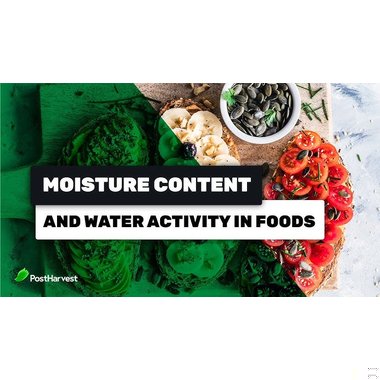 MOISTURE CONTENT
AND WATER ACTIVITY IN FOODS
PostHarvest